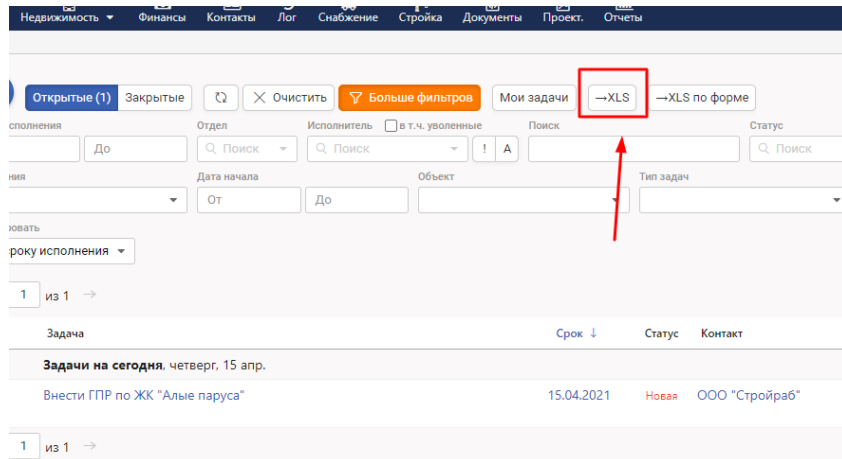 Недвижимость Финансы Контакты Лог Снабжение Стройка Документы Проект. Отчеты
Открытые (1) Закрытые Очистить Больше фильтров Мои задачи →XLS →XLS по форме
Отдел Исполнитель в т.ч. уволенные Поиск Статус
До Поиск Поиск ! А Поиск
Дата начала Объект Тип задач
От До
сроку исполнения
1 из 1 →
Задача Срок ↓ Статус Контакт
Задачи на сегодня, четверг, 15 апр.
Внести ГПР по ЖК "Алые паруса" 15.04.2021 Новая ООО "Стройраб"
1 из 1 →